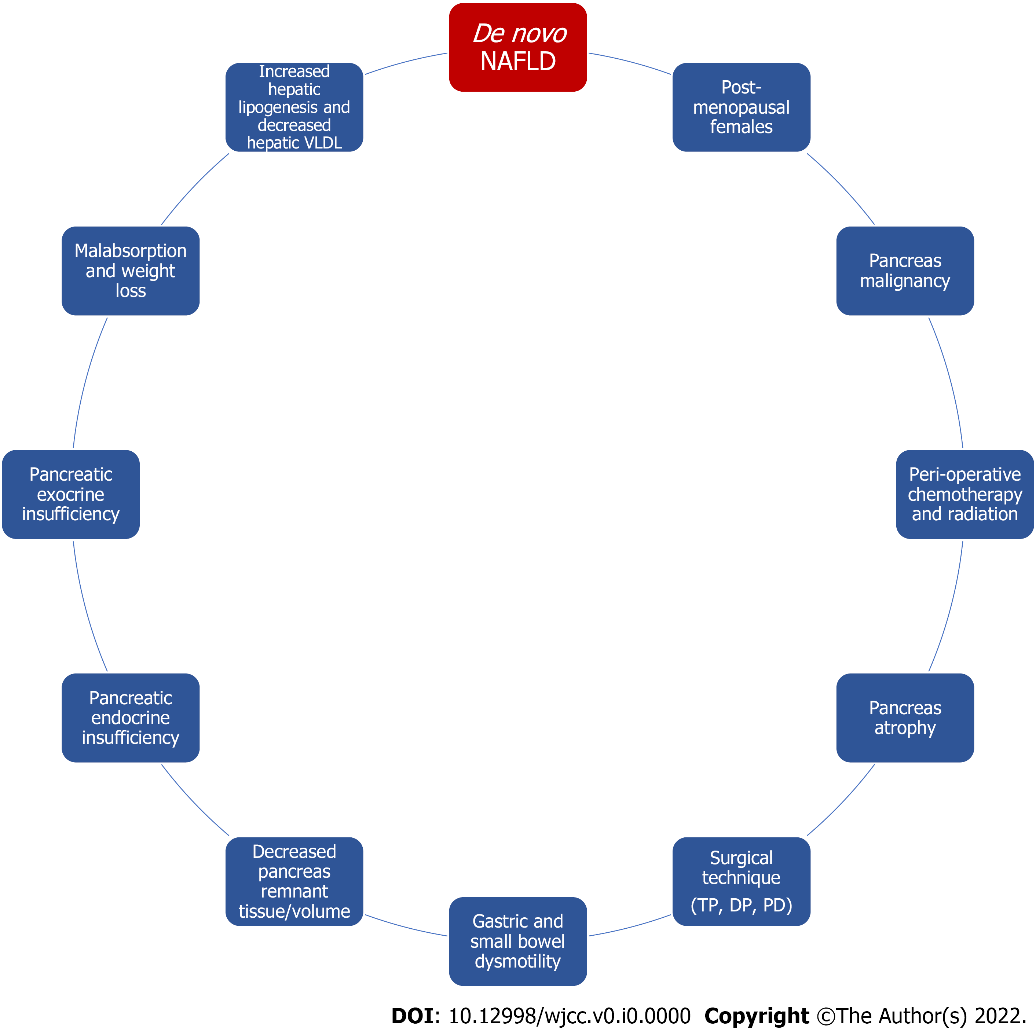 De novo
NAFLD
Post-
menopausal
females
Pancreas
malignancy
Peri-operative
chemotherapy
and radiation
Pancreas
atrophy
Surgical
technique
(TP, DP, PD)
Gastric and
small bowel
dysmotility
Decreased
pancreas
remnant
tissue/volume
Pancreatic
endocrine
insufficiency
Pancreatic
exocrine
insufficiency
Malabsorption
and weight
loss
Increased
hepatic
lipogenesis and
decreased
hepatic VLDL
DOI: 10.12998/wjcc.v0.i0.0000 Copyright ©The Author(s) 2022.